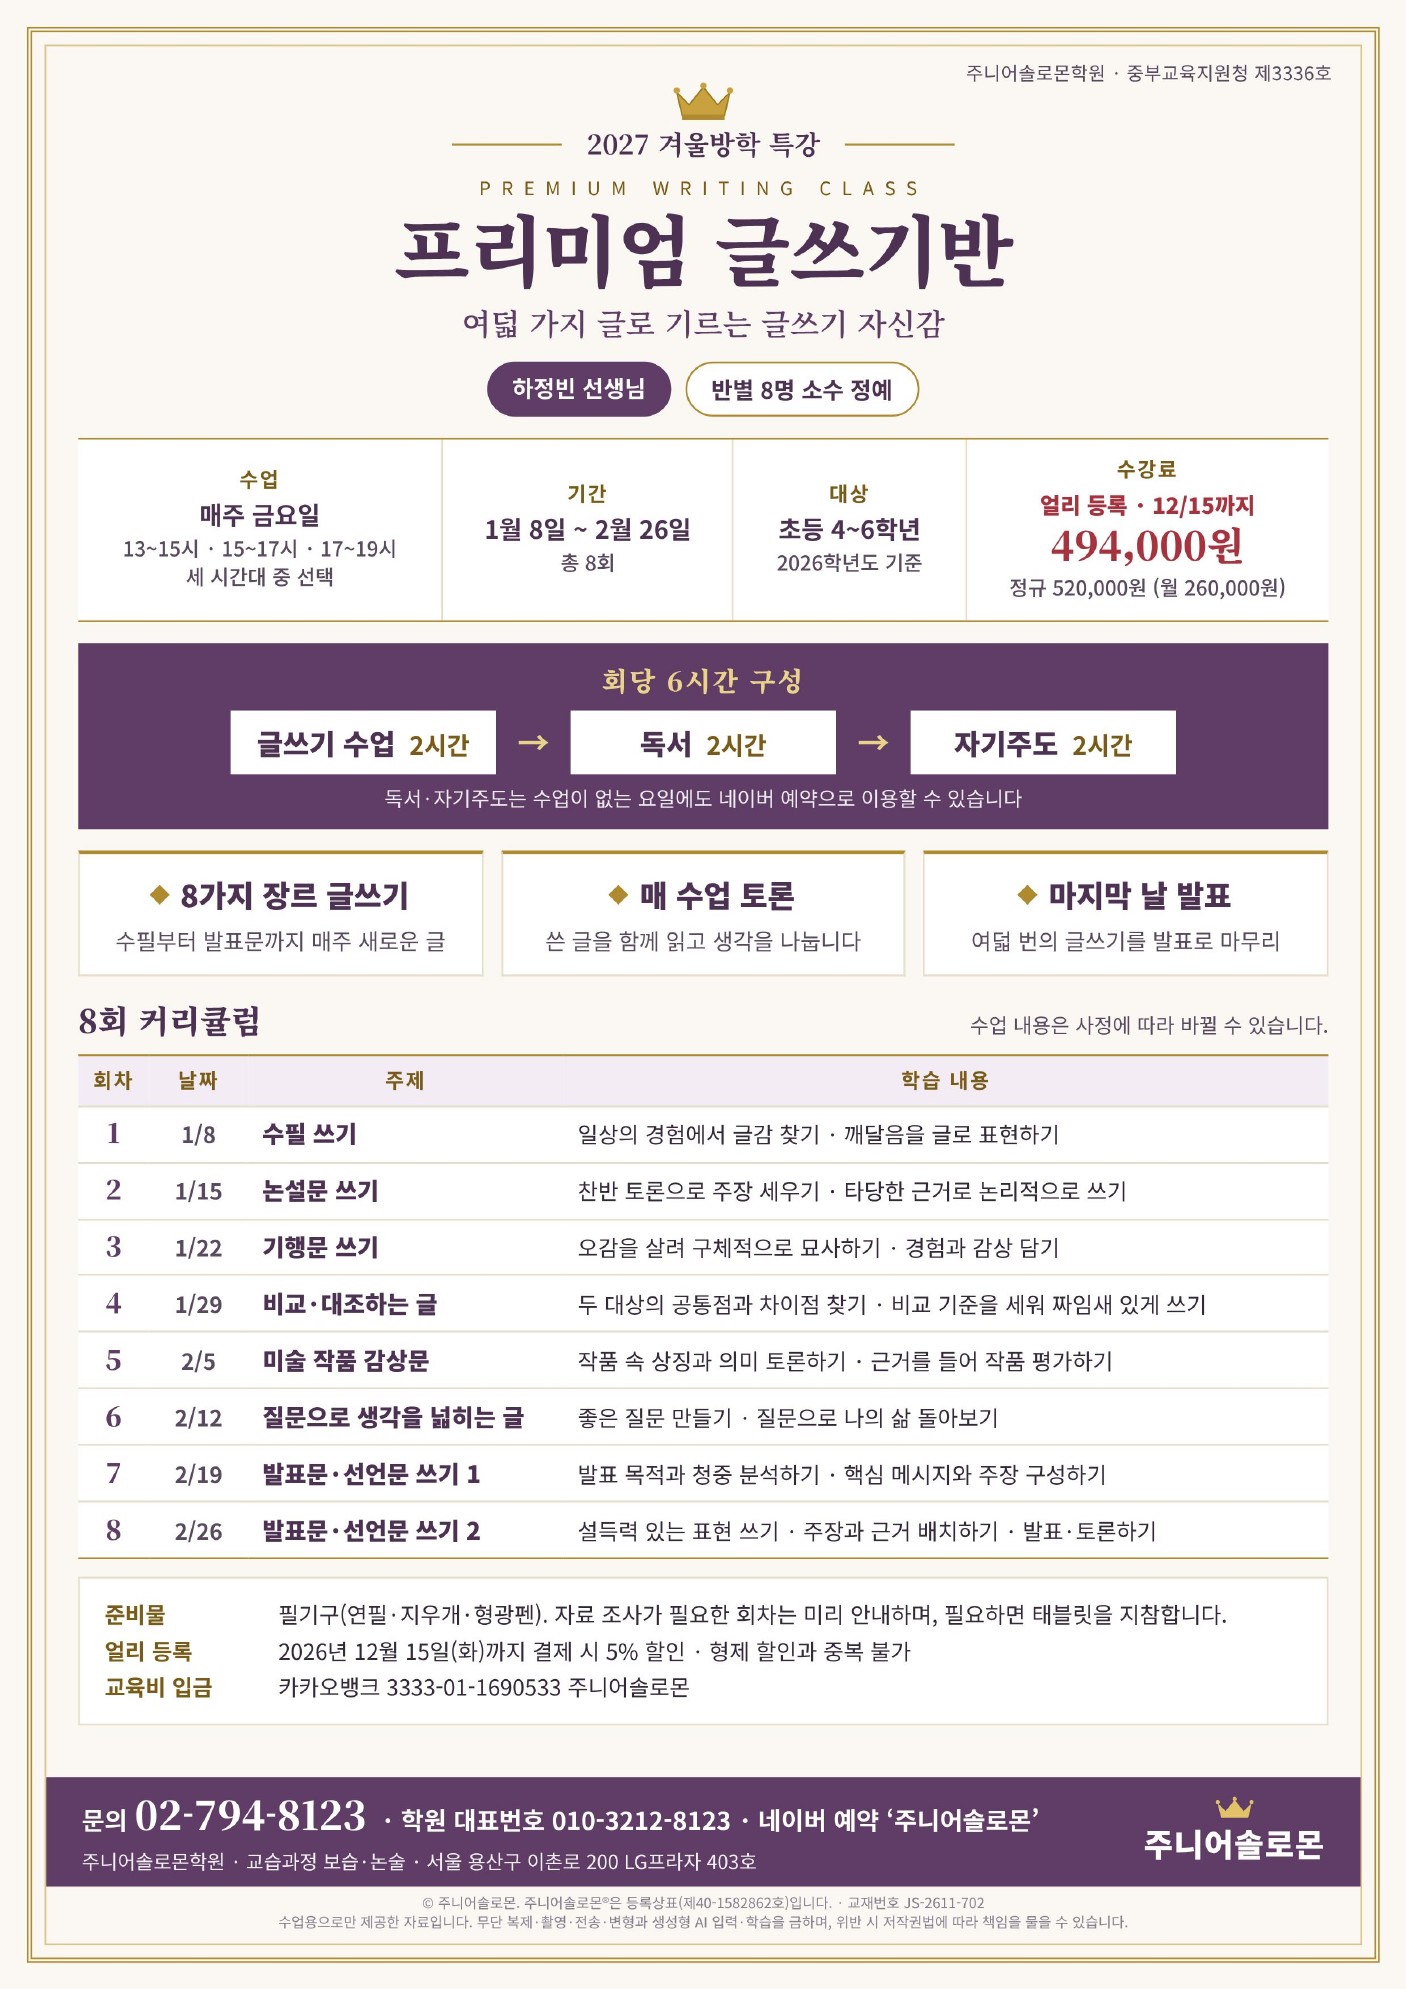 주니어솔로몬학원 · 중부교육지원청 제3336호
2027 겨울방학 특강
PREMIUM WRITING CLASS
프리미엄 글쓰기반
여덟 가지 글로 기르는 글쓰기 자신감
하정빈 선생님
반별 8명 소수 정예
수업
매주 금요일
13~15시 · 15~17시 · 17~19시
세 시간대 중 선택
기간
1월 8일 ~ 2월 26일
총 8회
대상
초등 4~6학년
2026학년도 기준
수강료
얼리 등록 · 12/15까지
494,000원
정규 520,000원 (월 260,000원)
회당 6시간 구성
글쓰기 수업 2시간 → 독서 2시간 → 자기주도 2시간
독서·자기주도는 수업이 없는 요일에도 네이버 예약으로 이용할 수 있습니다
◆ 8가지 장르 글쓰기
수필부터 발표문까지 매주 새로운 글
◆ 매 수업 토론
쓴 글을 함께 읽고 생각을 나눕니다
◆ 마지막 날 발표
여덟 번의 글쓰기를 발표로 마무리
8회 커리큘럼
수업 내용은 사정에 따라 바뀔 수 있습니다.
회차 날짜 주제 학습 내용
1 1/8 수필 쓰기 일상의 경험에서 글감 찾기 · 깨달음을 글로 표현하기
2 1/15 논설문 쓰기 찬반 토론으로 주장 세우기 · 타당한 근거로 논리적으로 쓰기
3 1/22 기행문 쓰기 오감을 살려 구체적으로 묘사하기 · 경험과 감상 담기
4 1/29 비교·대조하는 글 두 대상의 공통점과 차이점 찾기 · 비교 기준을 세워 짜임새 있게 쓰기
5 2/5 미술 작품 감상문 작품 속 상징과 의미 토론하기 · 근거를 들어 작품 평가하기
6 2/12 질문으로 생각을 넓히는 글 좋은 질문 만들기 · 질문으로 나의 삶 돌아보기
7 2/19 발표문·선언문 쓰기 1 발표 목적과 청중 분석하기 · 핵심 메시지와 주장 구성하기
8 2/26 발표문·선언문 쓰기 2 설득력 있는 표현 쓰기 · 주장과 근거 배치하기 · 발표·토론하기
준비물 필기구(연필·지우개·형광펜). 자료 조사가 필요한 회차는 미리 안내하며, 필요하면 태블릿을 지참합니다.
얼리 등록 2026년 12월 15일(화)까지 결제 시 5% 할인 · 형제 할인과 중복 불가
교육비 입금 카카오뱅크 3333-01-1690533 주니어솔로몬
문의 02-794-8123 · 학원 대표번호 010-3212-8123 · 네이버 예약 ‘주니어솔로몬’
주니어솔로몬학원 · 교습과정 보습·논술 · 서울 용산구 이촌로 200 LG프라자 403호
주니어솔로몬
© 주니어솔로몬. 주니어솔로몬®은 등록상표(제40-1582862호)입니다. · 교재번호 JS-2611-702
수업용으로만 제공한 자료입니다. 무단 복제·촬영·전송·변형과 생성형 AI 입력·학습을 금하며, 위반 시 저작권법에 따라 책임을 물을 수 있습니다.